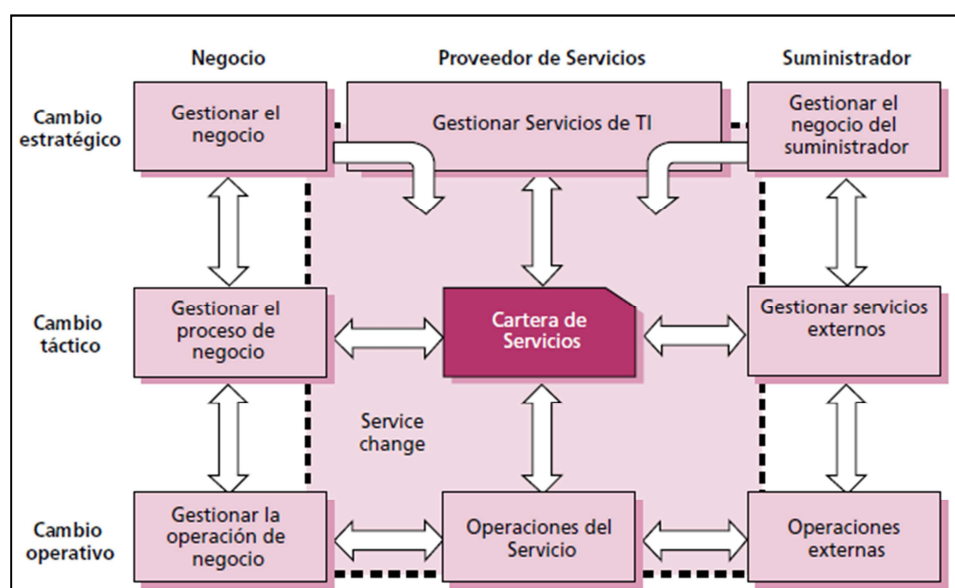 Negocio
Proveedor de Servicios
Suministrador
Cambio
estratégico
Gestionar el
negocio
Gestionar Servicios de TI
Gestionar el
negocio del
suministrador
Cambio
táctico
Gestionar el
proceso de
negocio
Cartera de
Servicios
Gestionar servicios
externos
Service
change
Cambio
operativo
Gestionar la
operación de
negocio
Operaciones del
Servicio
Operaciones
externas